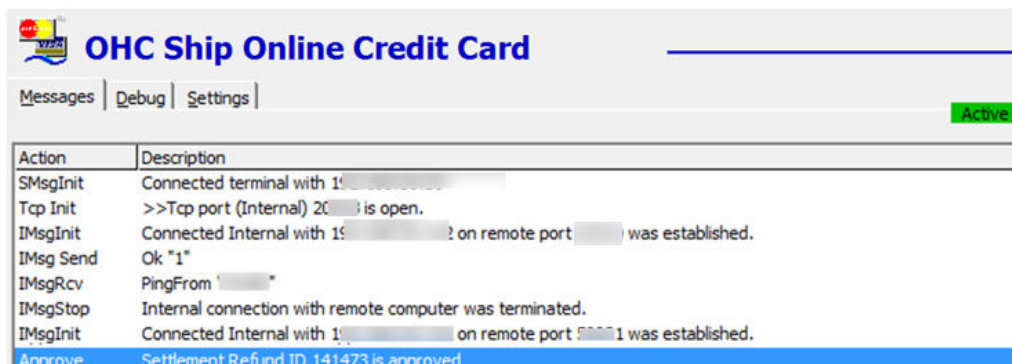 OHC Ship Online Credit Card
Messages Debug Settings
Active
Action Description
SMsgInit Connected terminal with
Tcp Init >>Tcp port (Internal) is open.
IMsgInit Connected Internal with on remote port was established.
IMsg Send Ok "1"
IMsgRcv PingFrom
IMsgStop Internal connection with remote computer was terminated.
IMsgInit Connected Internal with on remote port was established.
Approve Settlement Refund ID 141473 is approved